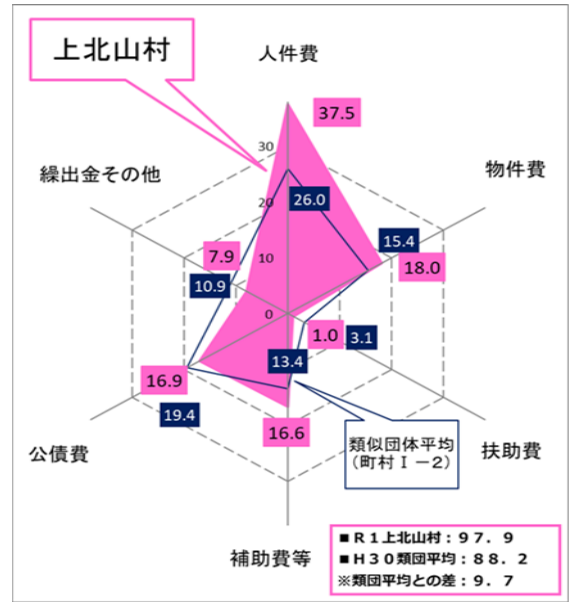 上北山村
人件費
37.5
30
繰出金その他
物件費
20
26.0
15.4
7.9
18.0
10
10.9
0
1.0
3.1
13.4
16.9
19.4
16.6
類似団体平均
(町村Ⅰ－2)
公債費
扶助費
補助費等
■R1上北山村：97．9
■H30類団平均：88．2
※類団平均との差：9．7